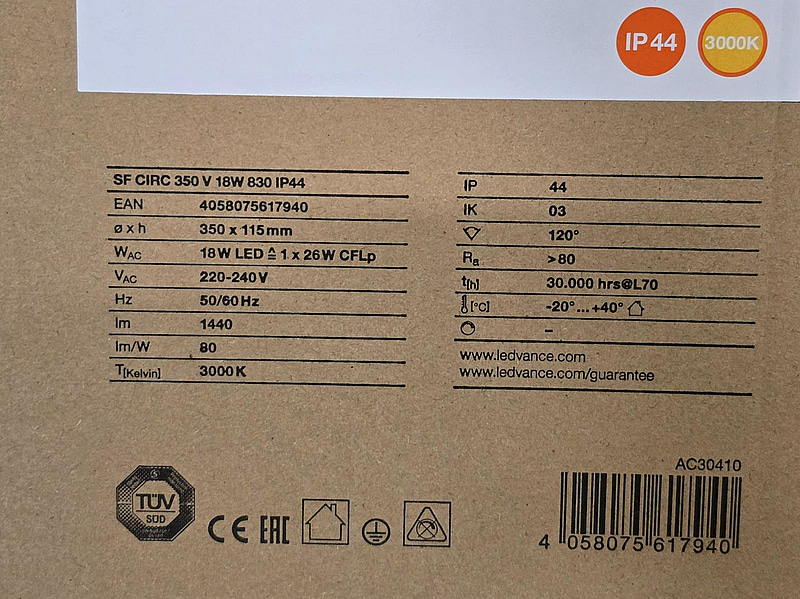 IP44 3000K
SF CIRC 350 V 18W 830 IP44
EAN 4058075617940
ø x h 350 x 115mm
WAC 18W LED ≙ 1 x 26W CFLp
VAC 220-240V
Hz 50/60Hz
lm 1440
lm/W 80
T[Kelvin] 3000K
IP 44
IK 03
120°
Ra >80
t[h] 30.000 hrs@L70
[°C] -20°...+40°
–
www.ledvance.com
www.ledvance.com/guarantee
TÜV
SÜD
CE EAC
AC30410
4 058075 617940